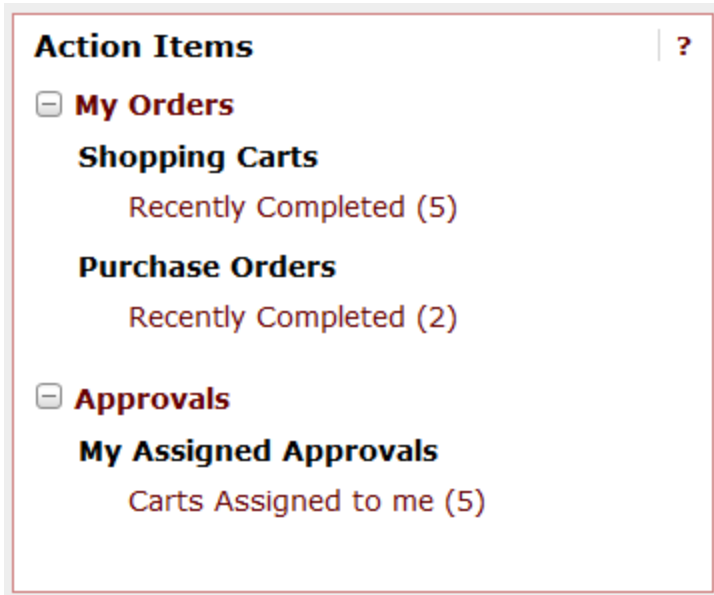 Action Items ?
My Orders
Shopping Carts
Recently Completed (5)
Purchase Orders
Recently Completed (2)
Approvals
My Assigned Approvals
Carts Assigned to me (5)